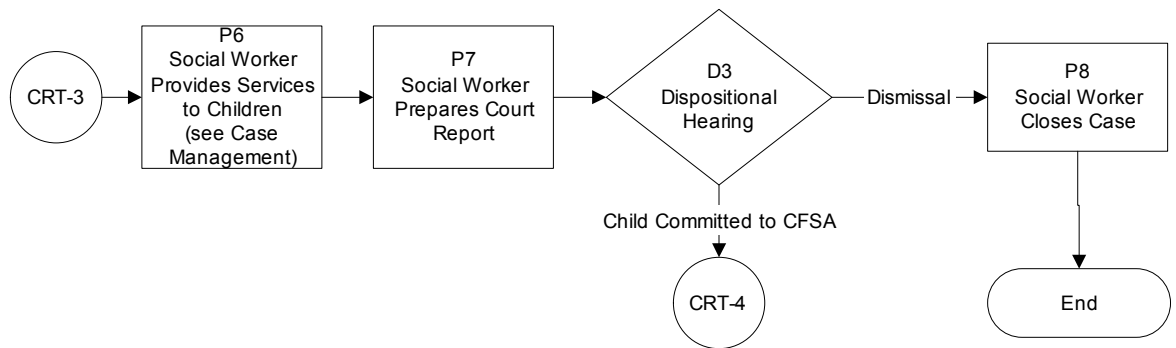 CRT-3
P6
Social Worker
Provides Services
to Children
(see Case
Management)
P7
Social Worker
Prepares Court
Report
D3
Dispositional
Hearing
Dismissal
P8
Social Worker
Closes Case
Child Committed to CFSA
CRT-4
End